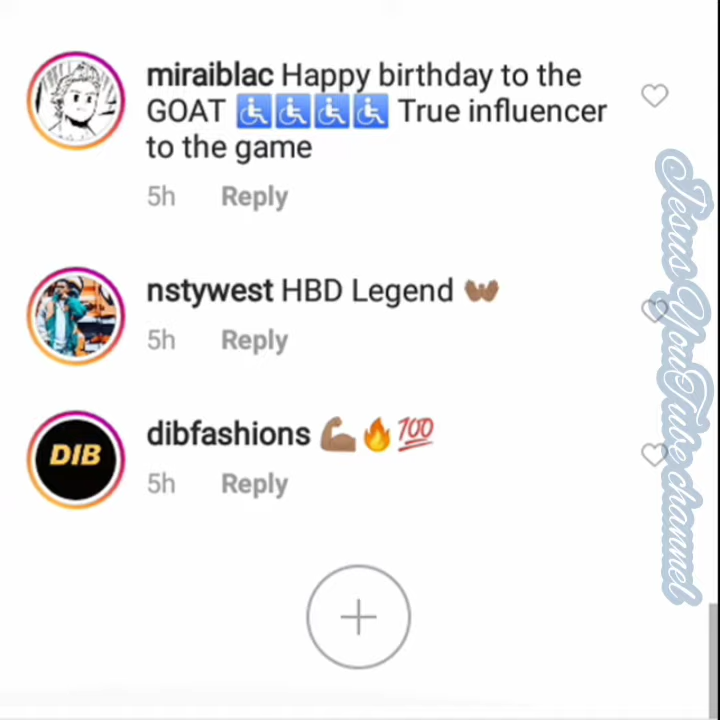 miraiblac Happy birthday to the
GOAT ♿♿♿♿ True influencer
to the game
5h Reply
nstywest HBD Legend 👐🏾
5h Reply
DIB
dibfashions 💪🏽🔥💯
5h Reply
Jesus YouTube channel